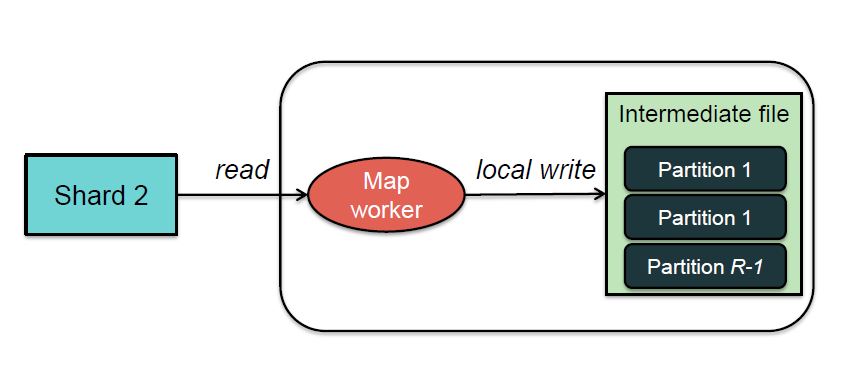 Shard 2
read
Map
worker
local write
Intermediate file
Partition 1
Partition 1
Partition R-1